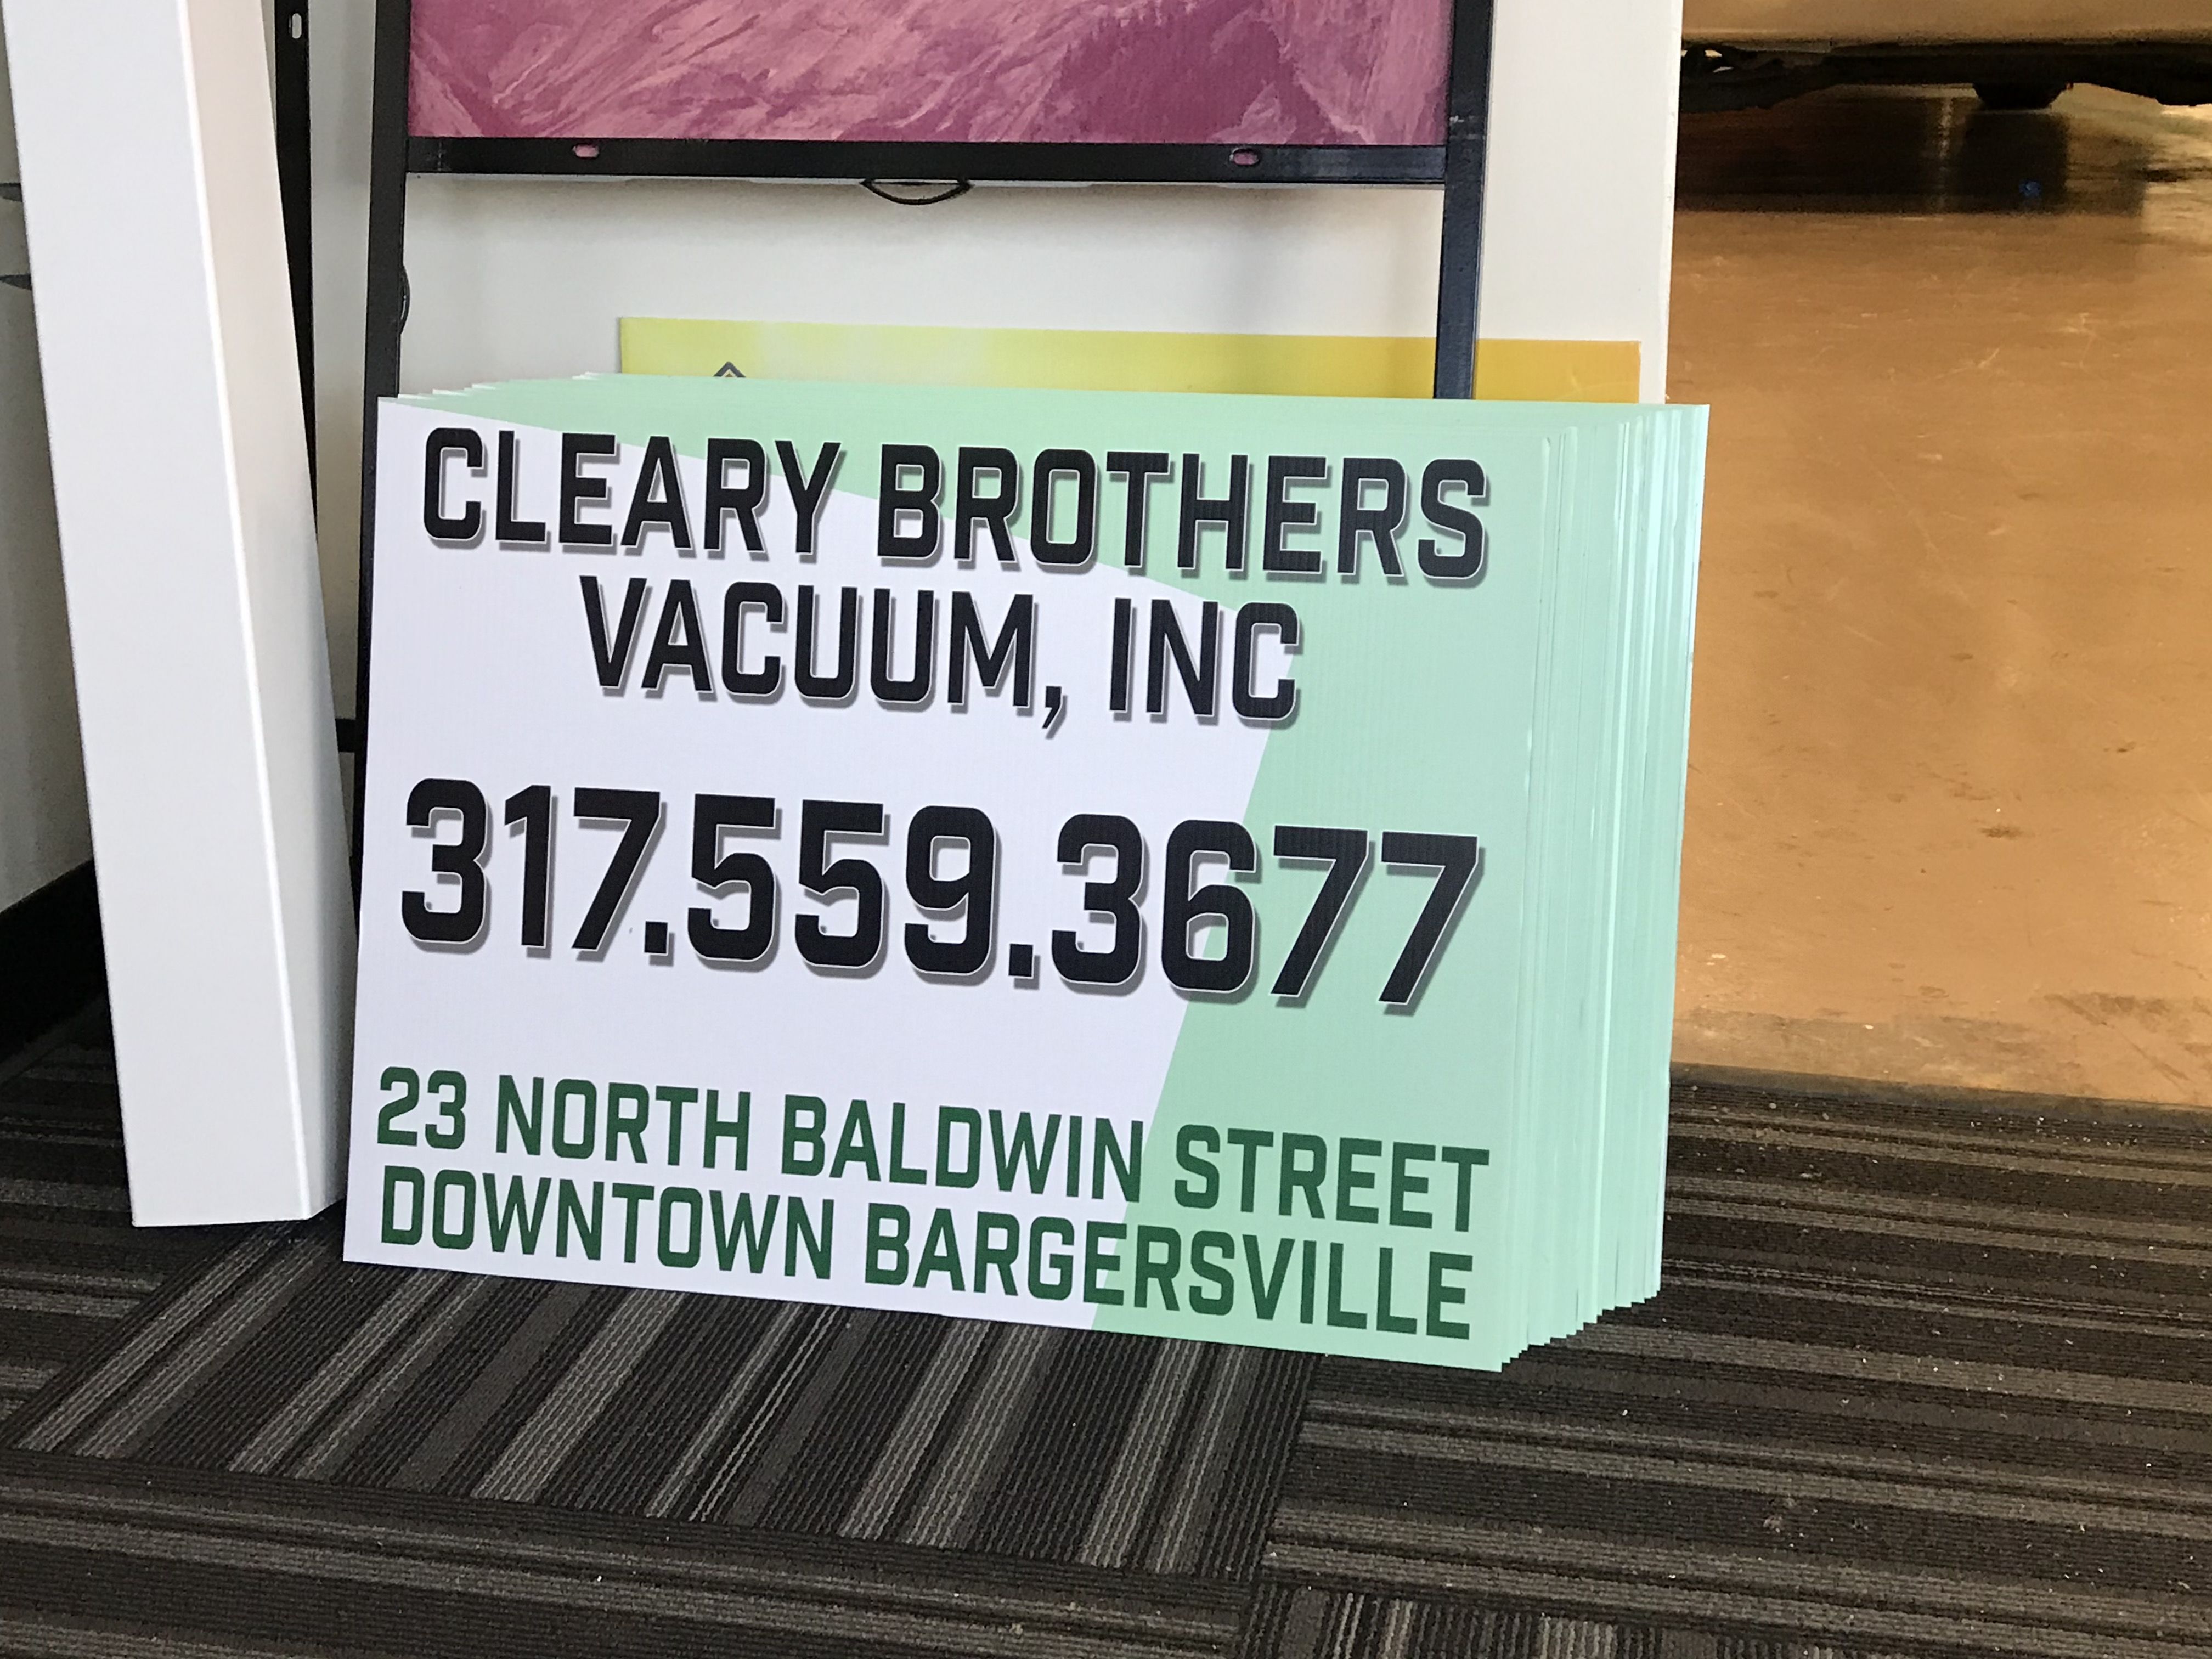 CLEARY BROTHERS
VACUUM, INC
317.559.3677
23 NORTH BALDWIN STREET
DOWNTOWN BARGERSVILLE